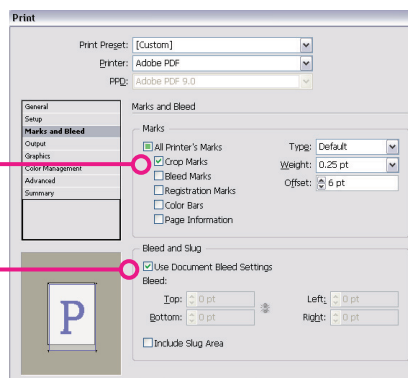 Print
Print Preset: [Custom]
Printer: Adobe PDF
PPD: Adobe PDF 9.0
General
Setup
Marks and Bleed
Output
Graphics
Color Management
Advanced
Summary
Marks and Bleed
Marks
All Printer's Marks
Crop Marks
Bleed Marks
Registration Marks
Color Bars
Page Information
Type: Default
Weight: 0.25 pt
Offset: 6 pt
Bleed and Slug
Use Document Bleed Settings
Bleed:
Top: 0 pt Left: 0 pt
Bottom: 0 pt Right: 0 pt
Include Slug Area
P